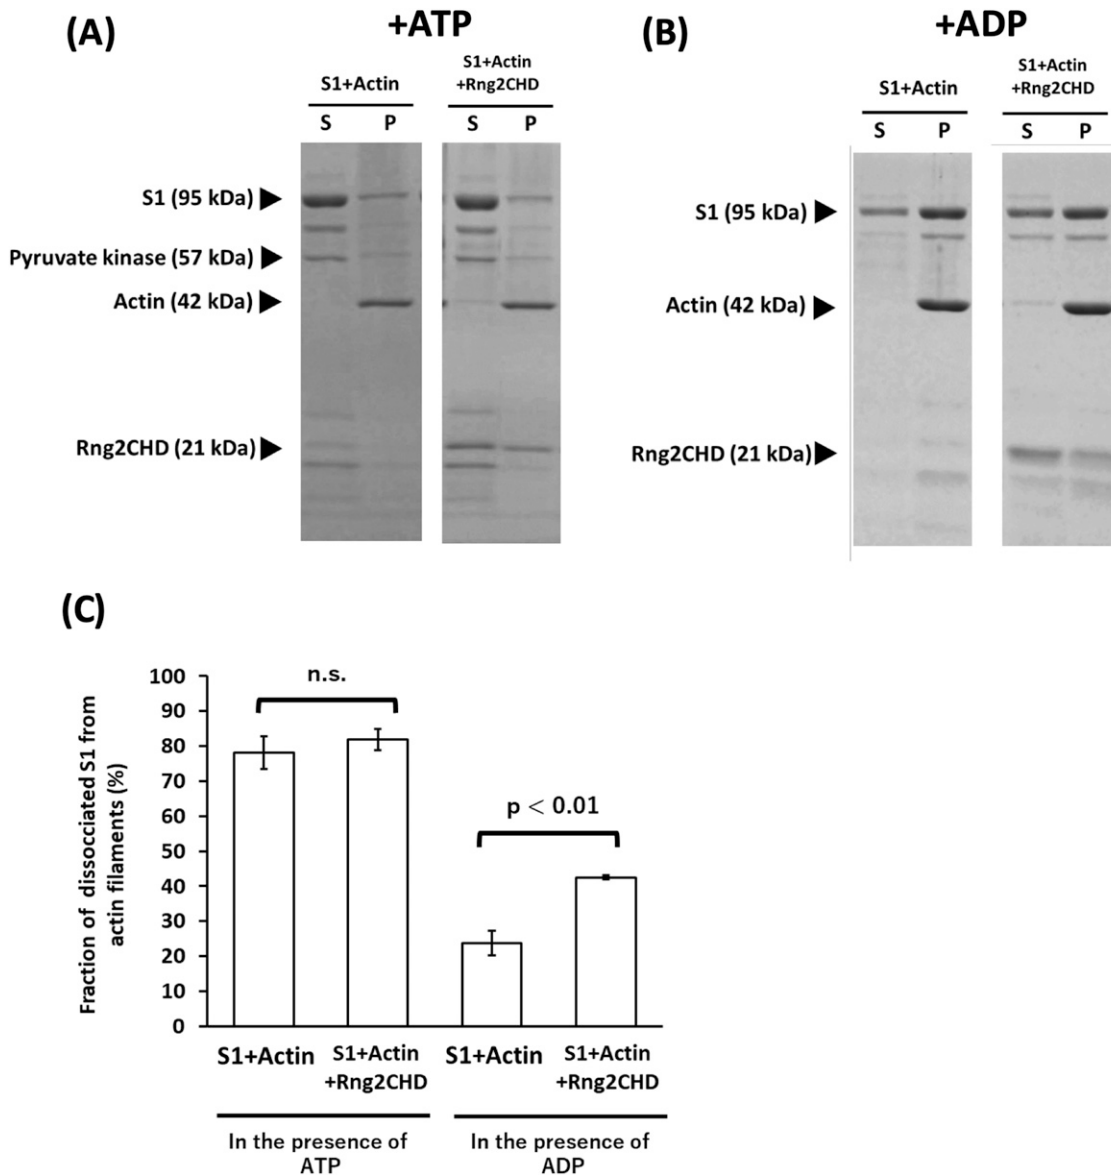 (A)
+ATP
S1+Actin
S1+Actin
+Rng2CHD
S P
S P
S1 (95 kDa)
Pyruvate kinase (57 kDa)
Actin (42 kDa)
Rng2CHD (21 kDa)
(B)
+ADP
S1+Actin
S1+Actin
+Rng2CHD
S P
S P
S1 (95 kDa)
Actin (42 kDa)
Rng2CHD (21 kDa)
(C)
Fraction of dissocciated S1 from
actin filaments (%)
100
90
80
70
60
50
40
30
20
10
0
n.s.
p < 0.01
S1+Actin
S1+Actin
+Rng2CHD
S1+Actin
S1+Actin
+Rng2CHD
In the presence of
ATP
In the presence of
ADP